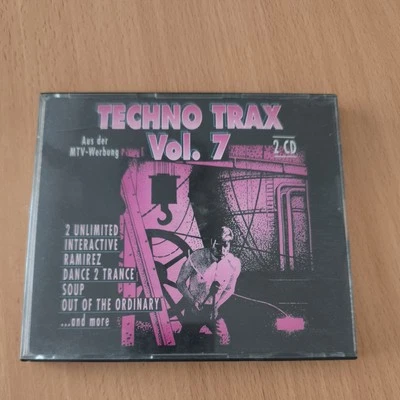 TECHNO TRAX
Vol. 7
Aus der
MTV-Werbung
2 CD
2 UNLIMITED
INTERACTIVE
RAMIREZ
DANCE 2 TRANCE
SOUP
OUT OF THE ORDINARY
...and more